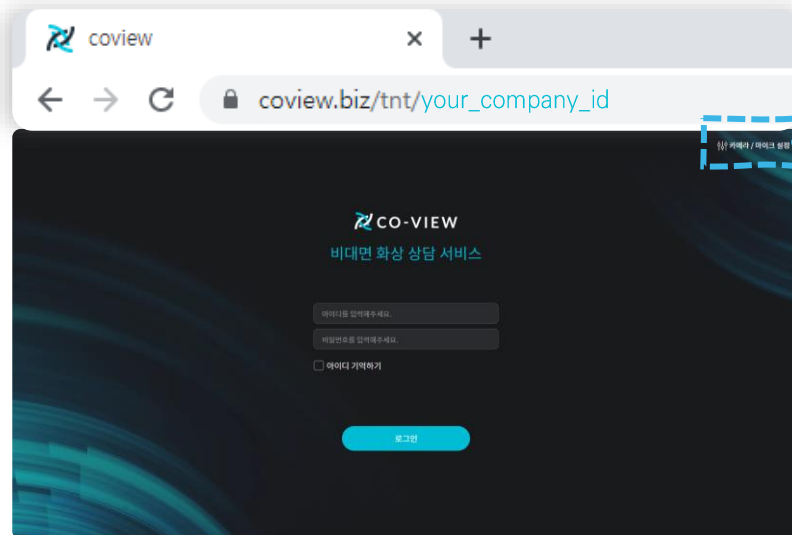 coview
coview.biz/tnt/your_company_id
카메라 / 마이크 설정
CO-VIEW
비대면 화상 상담 서비스
아이디를 입력해주세요.
비밀번호를 입력해주세요.
아이디 기억하기
로그인